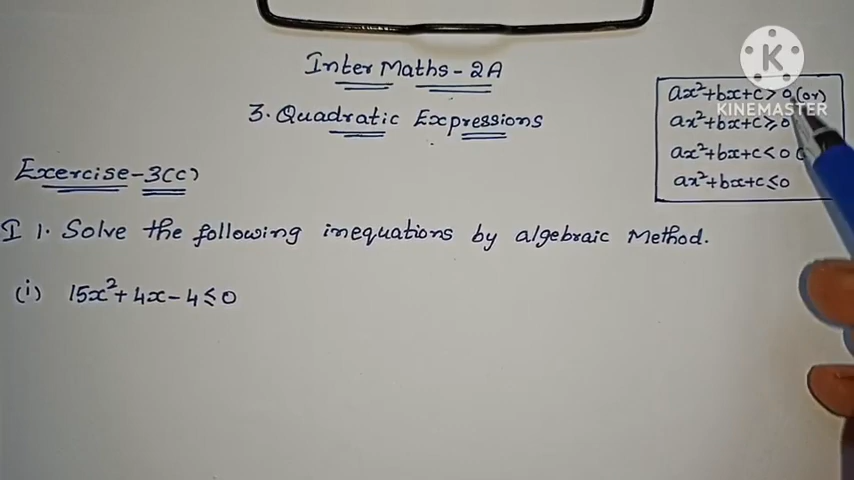 Inter Maths - 2A
3. Quadratic Expressions
ax²+bx+c > 0 (or)
KINEMASTER
ax²+bx+c ≥ 0
ax²+bx+c < 0
ax²+bx+c ≤ 0
Exercise - 3(c)
I 1. Solve the following inequations by algebraic Method.
(i) 15x² + 4x - 4 ≤ 0